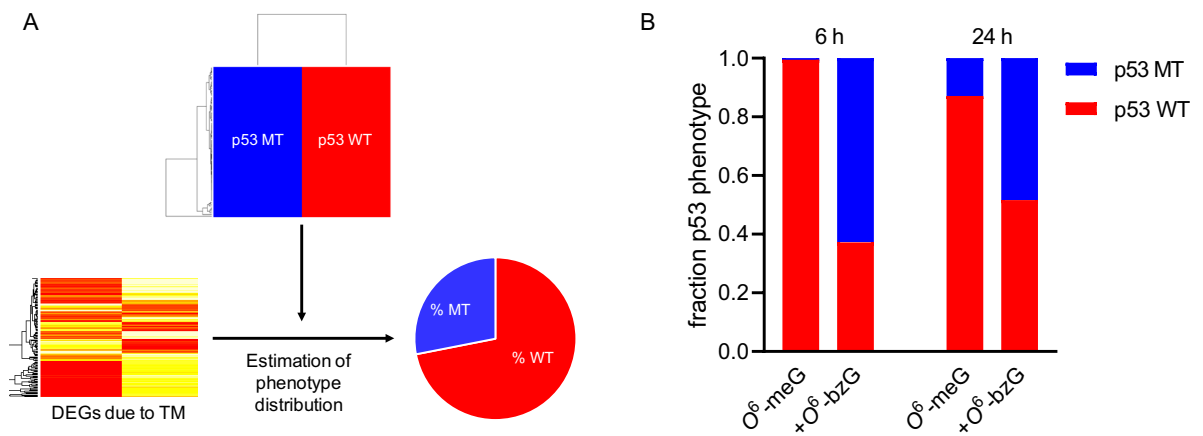 A
p53 MT
p53 WT
% MT
% WT
Estimation of
phenotype
distribution
DEGs due to TM
B
6 h
24 h
p53 MT
p53 WT
fraction p53 phenotype
1.0
0.8
0.6
0.4
0.2
0.0
O⁶-meG
+O⁶-bzG
O⁶-meG
+O⁶-bzG